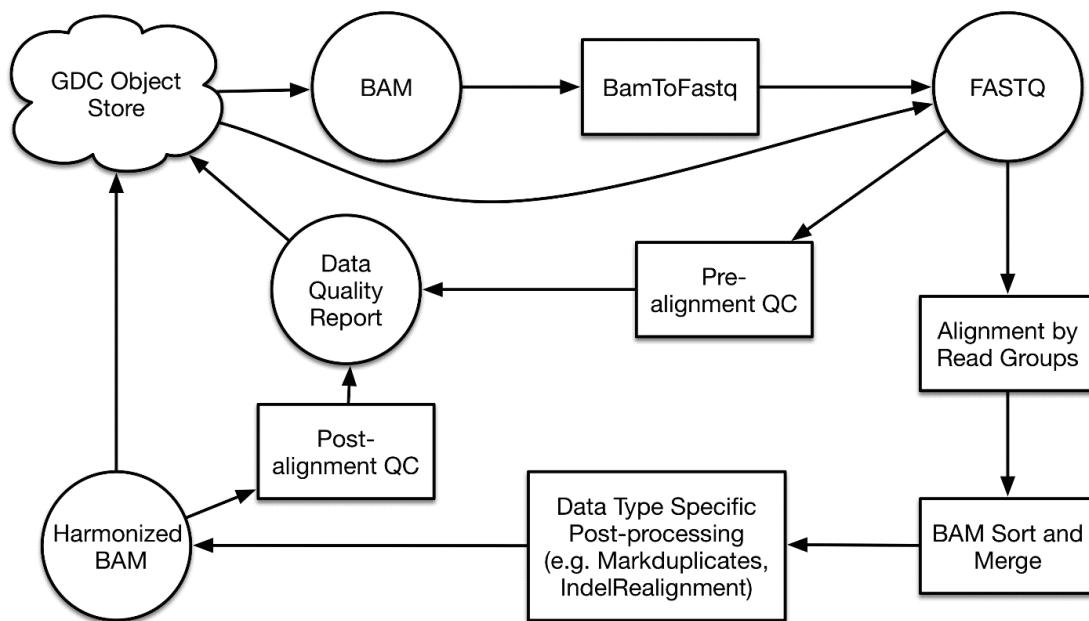 GDC Object
Store
BAM
BamToFastq
FASTQ
Data
Quality
Report
Pre-
alignment QC
Alignment by
Read Groups
Post-
alignment QC
Harmonized
BAM
Data Type Specific
Post-processing
(e.g. Markduplicates,
IndelRealignment)
BAM Sort and
Merge